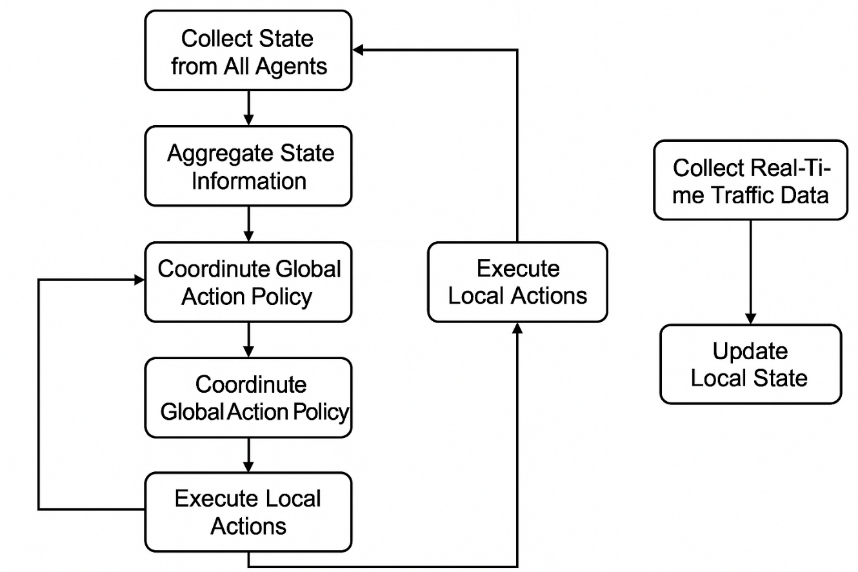 Collect State
from All Agents
Aggregate State
Information
Coordinute Global
Action Policy
Coordinute
Global Action Policy
Execute Local
Actions
Execute
Local Actions
Collect Real-Ti-
me Traffic Data
Update
Local State